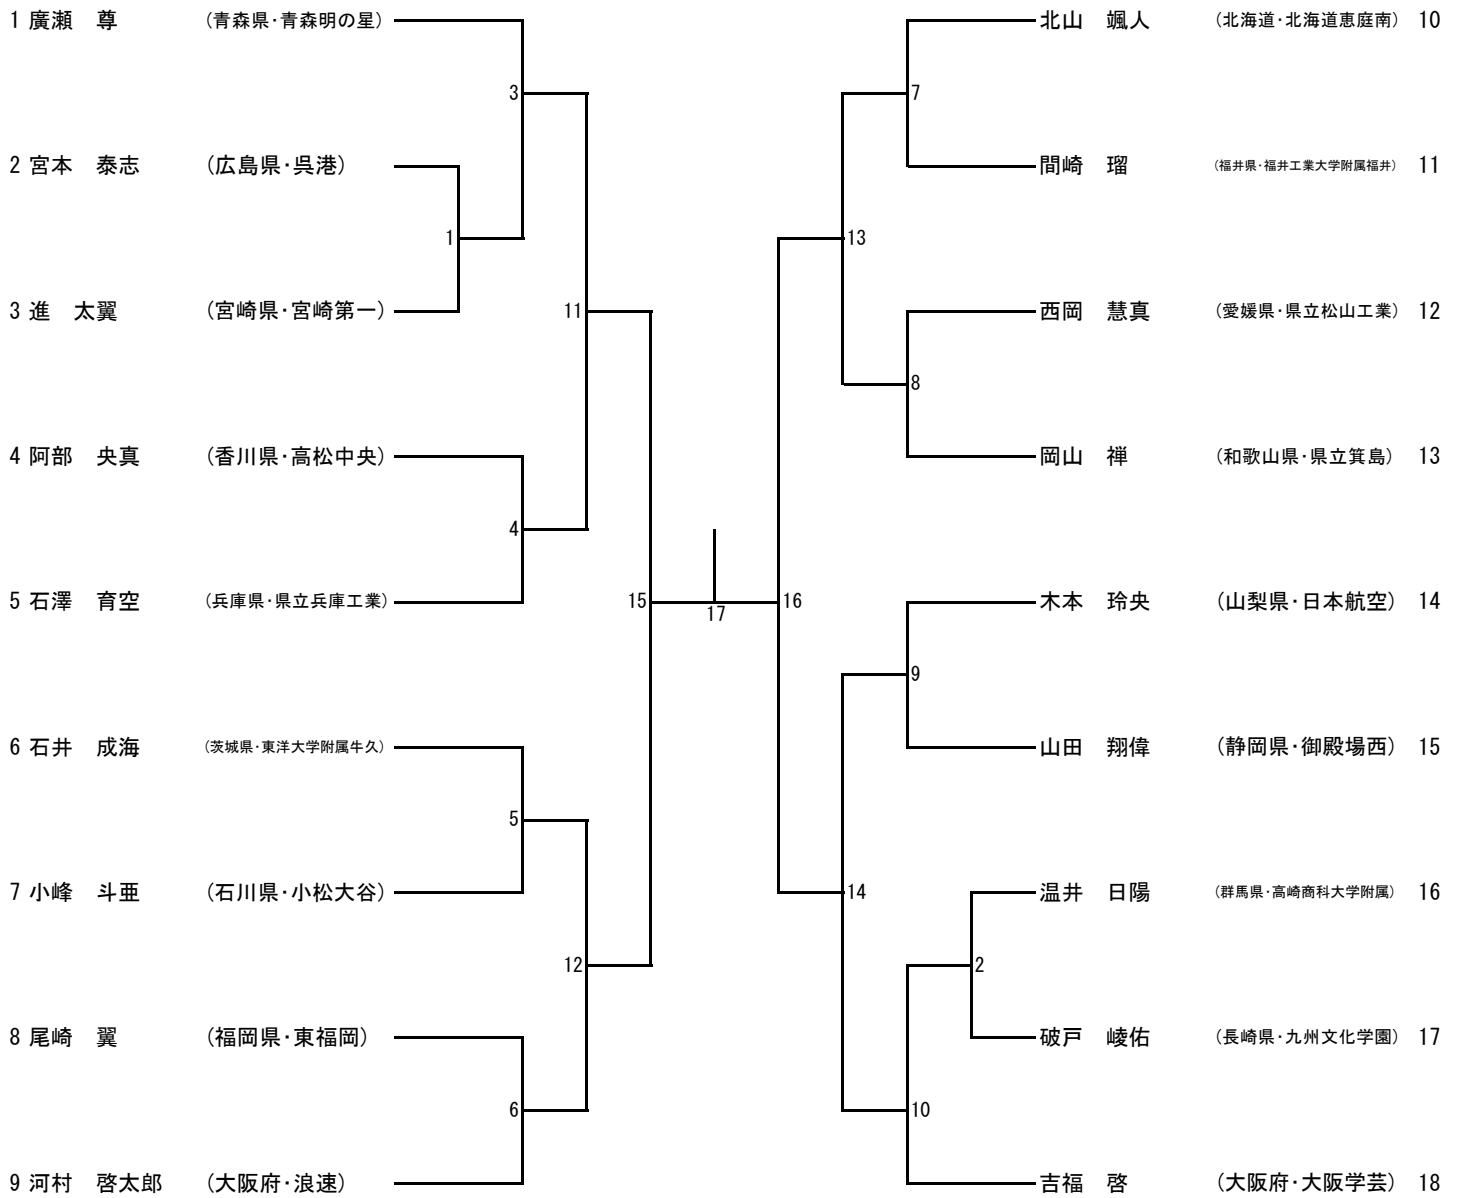 1 廣瀬　尊 (青森県・青森明の星)
3
2 宮本　泰志 (広島県・呉港)
1
3 進　太翼 (宮崎県・宮崎第一)
11
4 阿部　央真 (香川県・高松中央)
4
5 石澤　育空 (兵庫県・県立兵庫工業)
15
17
6 石井　成海 (茨城県・東洋大学附属牛久)
5
7 小峰　斗亜 (石川県・小松大谷)
12
8 尾崎　翼 (福岡県・東福岡)
6
9 河村　啓太郎 (大阪府・浪速)
北山　颯人 (北海道・北海道恵庭南) 10
7
間崎　瑠 (福井県・福井工業大学附属福井) 11
13
西岡　慧真 (愛媛県・県立松山工業) 12
8
岡山　禅 (和歌山県・県立箕島) 13
16
木本　玲央 (山梨県・日本航空) 14
9
山田　翔偉 (静岡県・御殿場西) 15
14
温井　日陽 (群馬県・高崎商科大学附属) 16
2
破戸　崚佑 (長崎県・九州文化学園) 17
10
吉福　啓 (大阪府・大阪学芸) 18